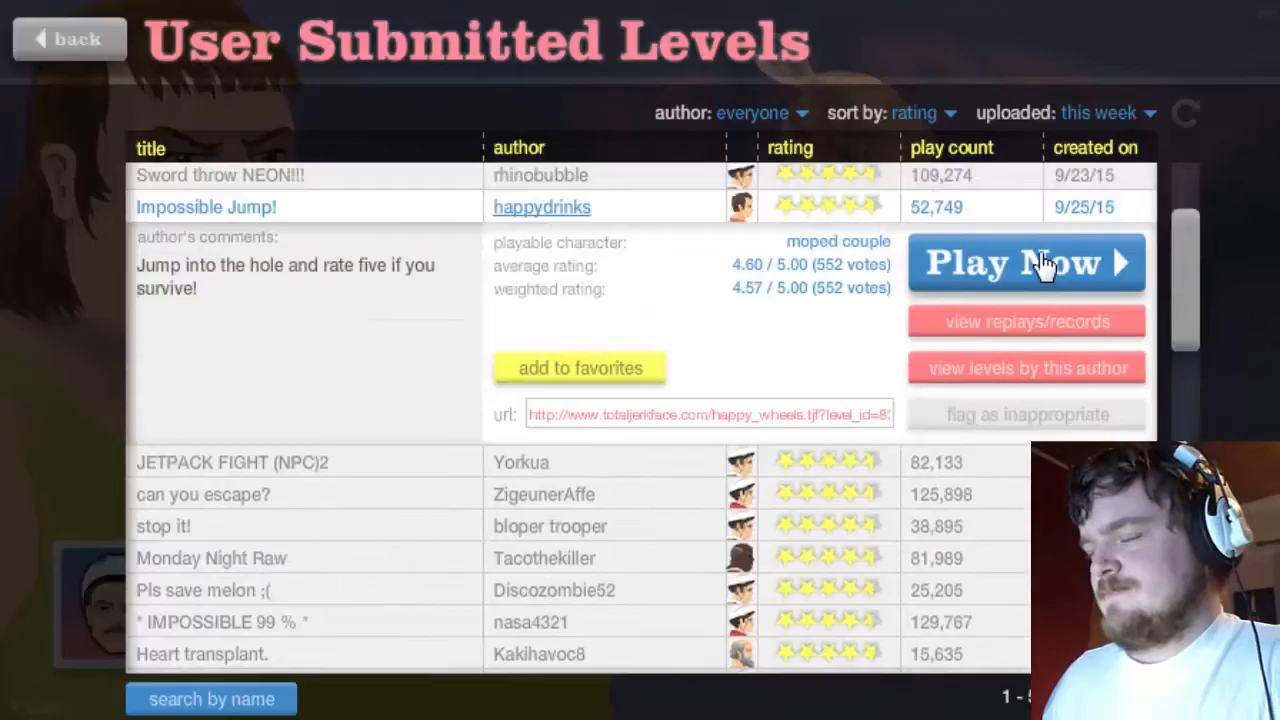 back
User Submitted Levels
author: everyone sort by: rating uploaded: this week
title author rating play count created on
Sword throw NEON!!! rhinobubble 109,274 9/23/15
Impossible Jump! happydrinks 52,749 9/25/15
author's comments:
Jump into the hole and rate five if you
survive!
playable character: moped couple
average rating: 4.60 / 5.00 (552 votes)
weighted rating: 4.57 / 5.00 (552 votes)
Play Now
view replays/records
add to favorites
view levels by this author
url: http://www.totaljerkface.com/happy_wheels.tjf?level_id=8
flag as inappropriate
JETPACK FIGHT (NPC)2 Yorkua 82,133
can you escape? ZigeunerAffe 125,898
stop it! bloper trooper 38,895
Monday Night Raw Tacothekiller 81,989
Pls save melon ;( Discozombie52 25,205
* IMPOSSIBLE 99 % * nasa4321 129,767
Heart transplant. Kakihavoc8 15,635
search by name
1 -